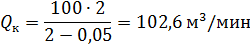 Qк = 100 · 2 / 2 − 0,05 = 102,6 м³/мин